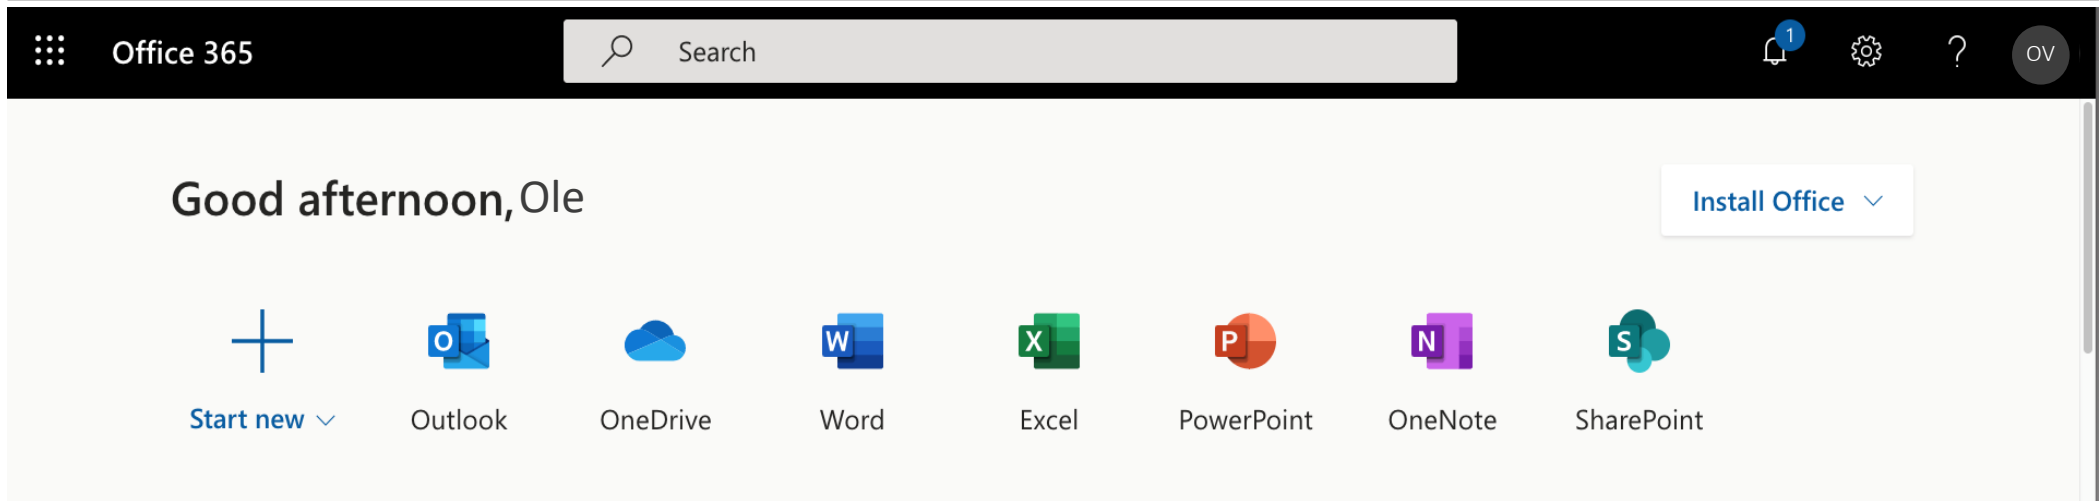 Office 365
Search
1
?
OV
Good afternoon, Ole
Install Office
O
W
X
P
N
S
Start new
Outlook
OneDrive
Word
Excel
PowerPoint
OneNote
SharePoint